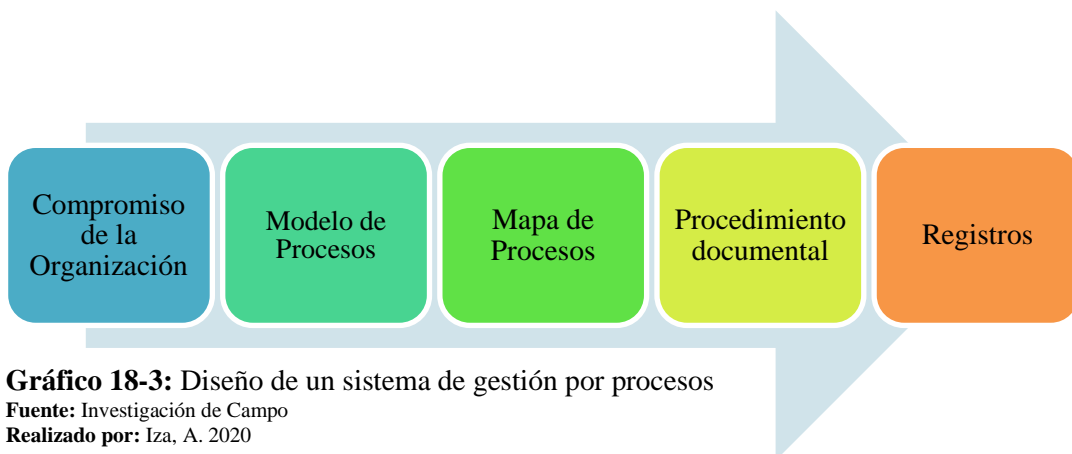 Compromiso
de la
Organización
Modelo de
Procesos
Mapa de
Procesos
Procedimiento
documental
Registros
Gráfico 18-3: Diseño de un sistema de gestión por procesos
Fuente: Investigación de Campo
Realizado por: Iza, A. 2020